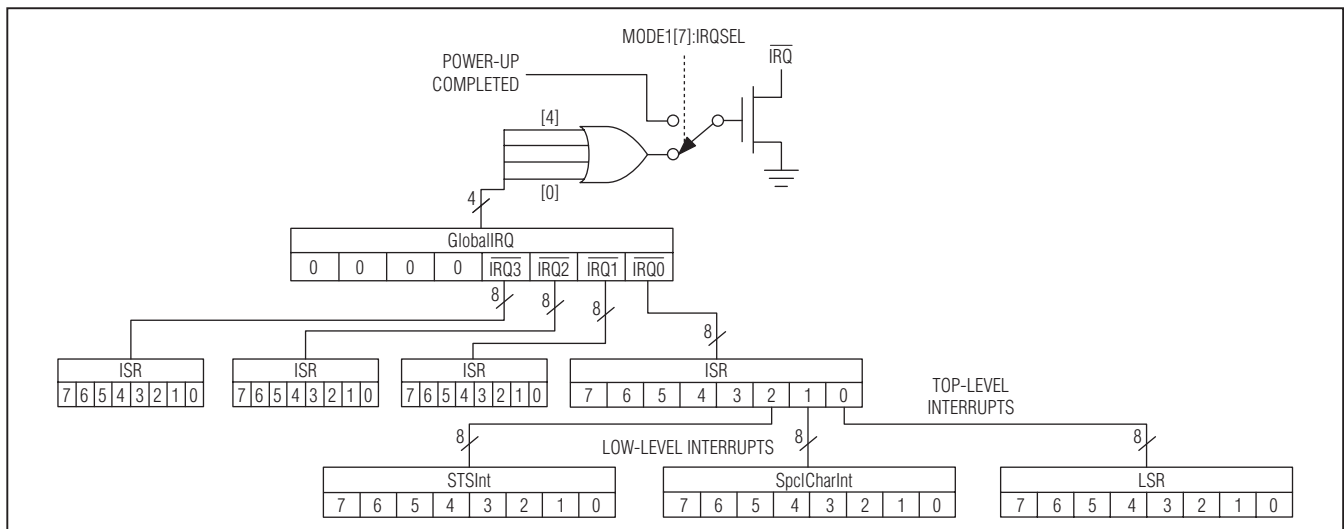 MODE1[7]:IRQSEL
IRQ
POWER-UP
COMPLETED
[4]
[0]
4
GlobalIRQ
0 0 0 0 IRQ3 IRQ2 IRQ1 IRQ0
8 8 8 8
ISR ISR ISR ISR
7 6 5 4 3 2 1 0 7 6 5 4 3 2 1 0 7 6 5 4 3 2 1 0 7 6 5 4 3 2 1 0
TOP-LEVEL
INTERRUPTS
8 LOW-LEVEL INTERRUPTS 8 8
STSInt SpclCharInt LSR
7 6 5 4 3 2 1 0 7 6 5 4 3 2 1 0 7 6 5 4 3 2 1 0